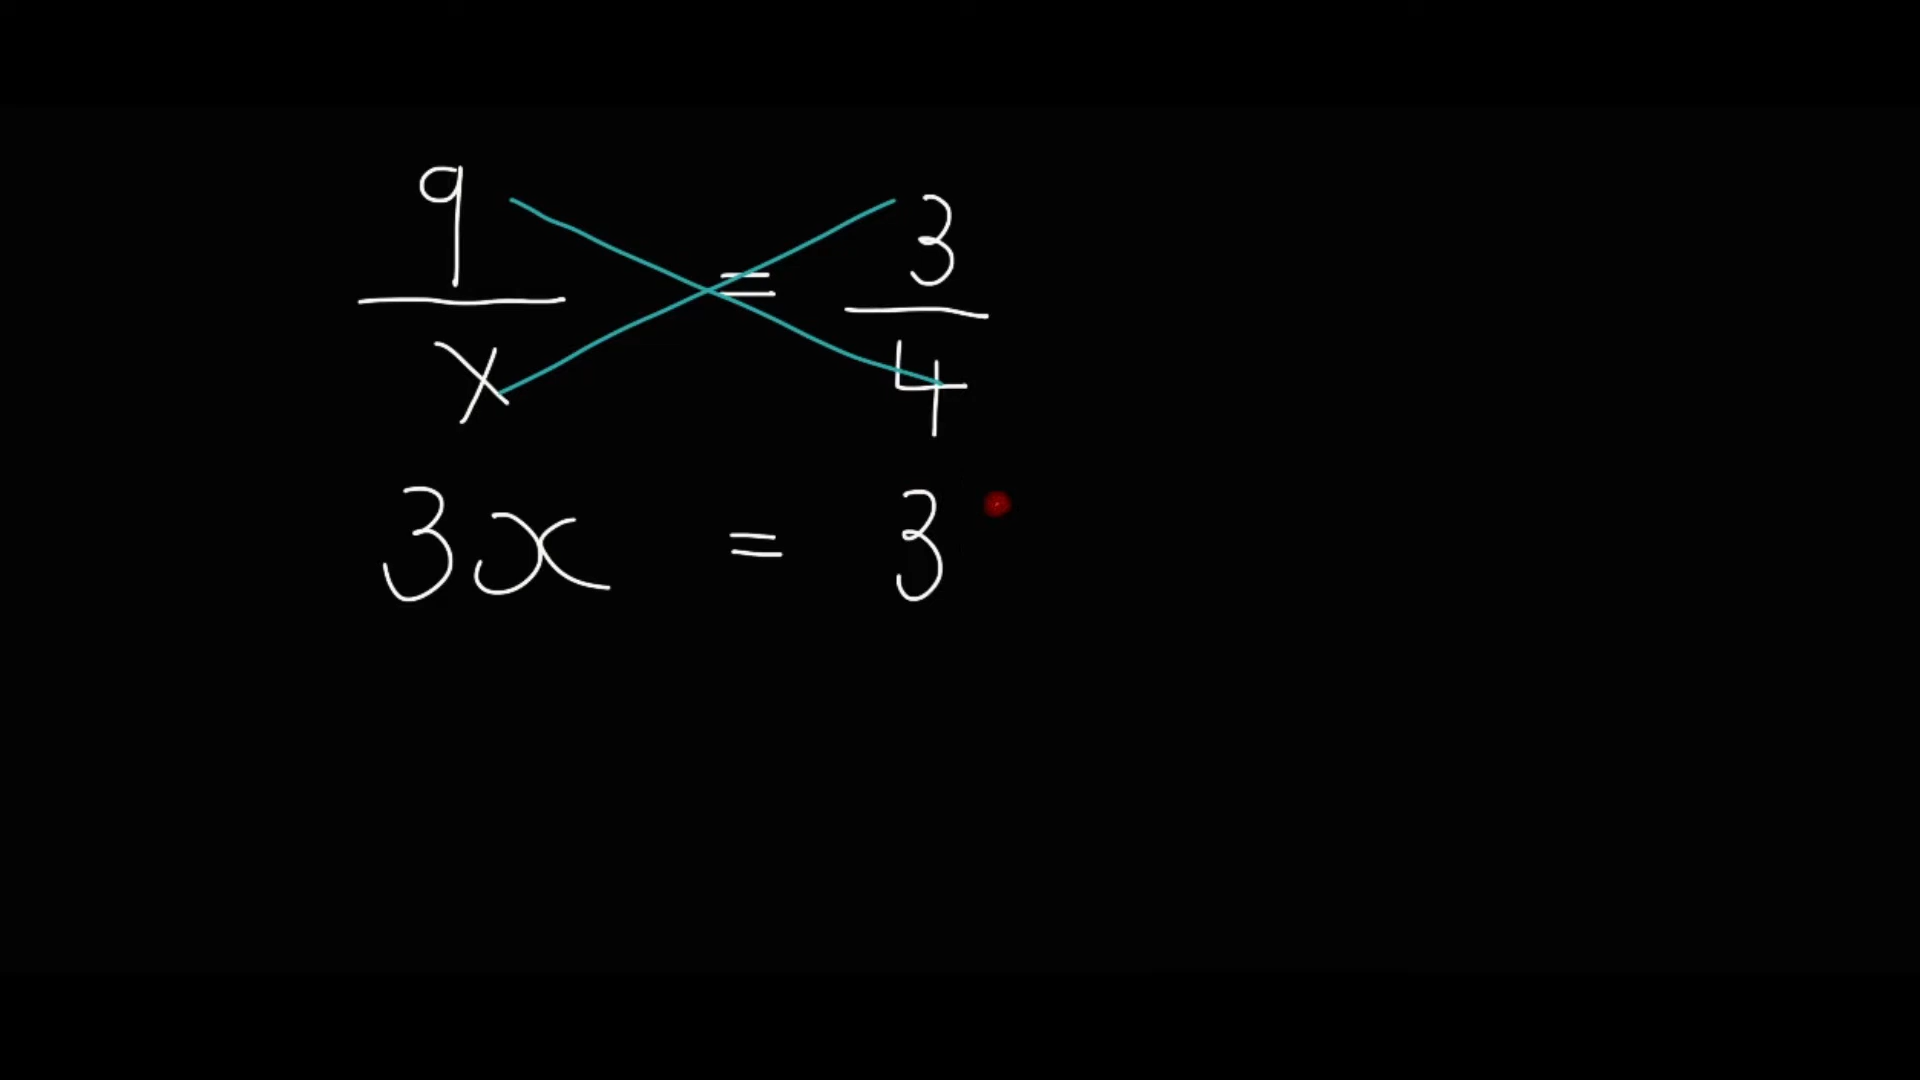 9/x = 3/4
3x = 3